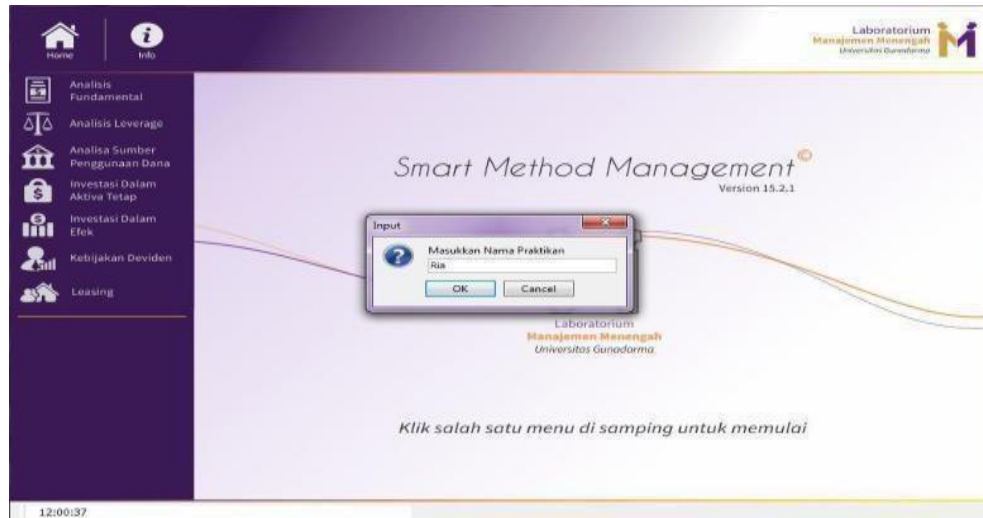 Home
Info
Laboratorium
Manajemen Menengah
Universitas Gunadarma
Analisis
Fundamental
Analisis Leverage
Analisa Sumber
Penggunaan Dana
Investasi Dalam
Aktiva Tetap
Investasi Dalam
Efek
Kebijakan Deviden
Leasing
Smart Method Management©
Version 15.2.1
Input
Masukkan Nama Praktikan
Ria
OK
Cancel
Laboratorium
Manajemen Menengah
Universitas Gunadarma
Klik salah satu menu di samping untuk memulai
12:00:37